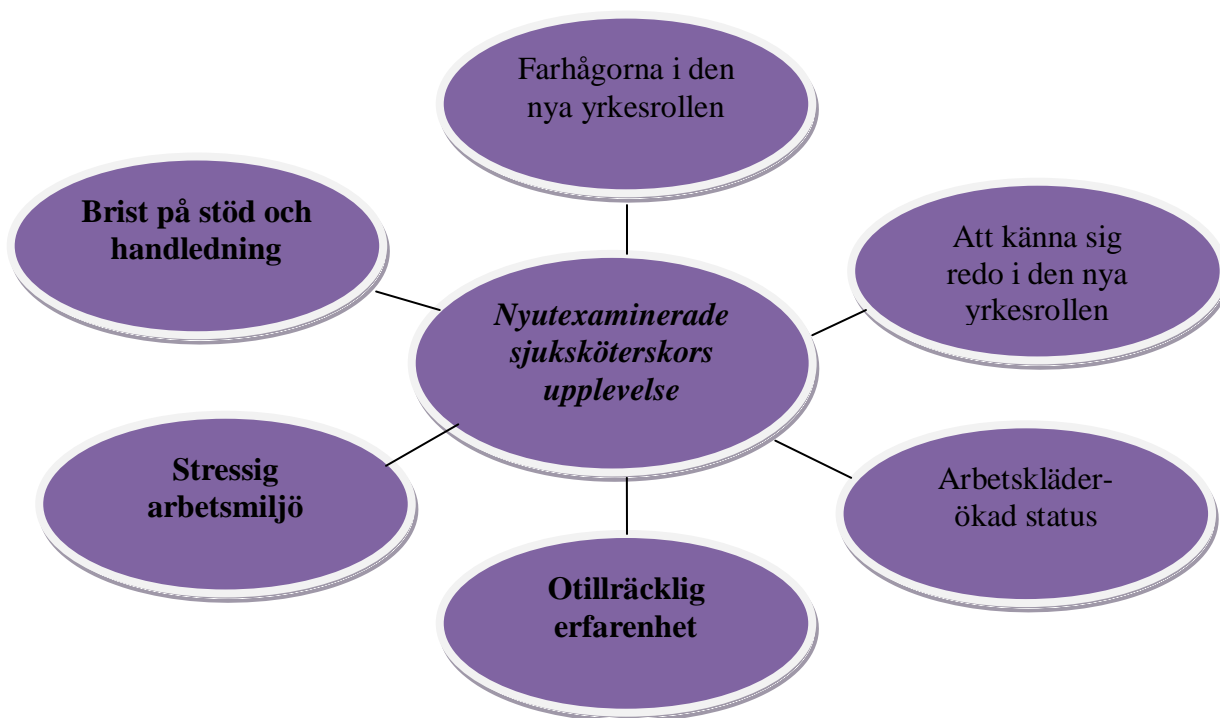 Farhågorna i den
nya yrkesrollen
Brist på stöd och
handledning
Att känna sig
redo i den nya
yrkesrollen
Nyutexaminerade
sjuksköterskors
upplevelse
Stressig
arbetsmiljö
Arbetskläder-
ökad status
Otillräcklig
erfarenhet